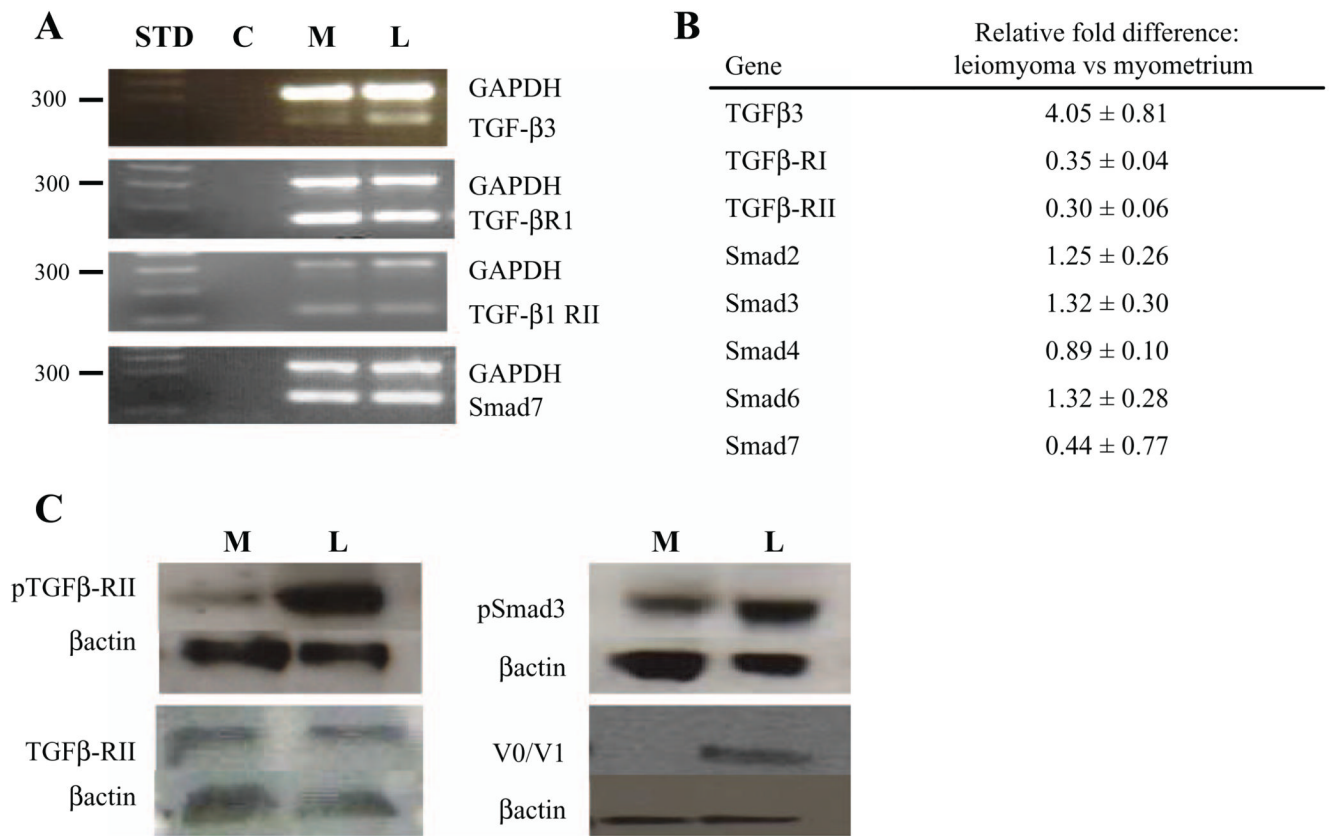 A
STD C M L
300
GAPDH
TGF-β3
300
GAPDH
TGF-βR1
300
GAPDH
TGF-β1 RII
300
GAPDH
Smad7
B
Gene Relative fold difference:
leiomyoma vs myometrium
TGFβ3 4.05 ± 0.81
TGFβ-RI 0.35 ± 0.04
TGFβ-RII 0.30 ± 0.06
Smad2 1.25 ± 0.26
Smad3 1.32 ± 0.30
Smad4 0.89 ± 0.10
Smad6 1.32 ± 0.28
Smad7 0.44 ± 0.77
C
M L
pTGFβ-RII
βactin
TGFβ-RII
βactin
M L
pSmad3
βactin
V0/V1
βactin